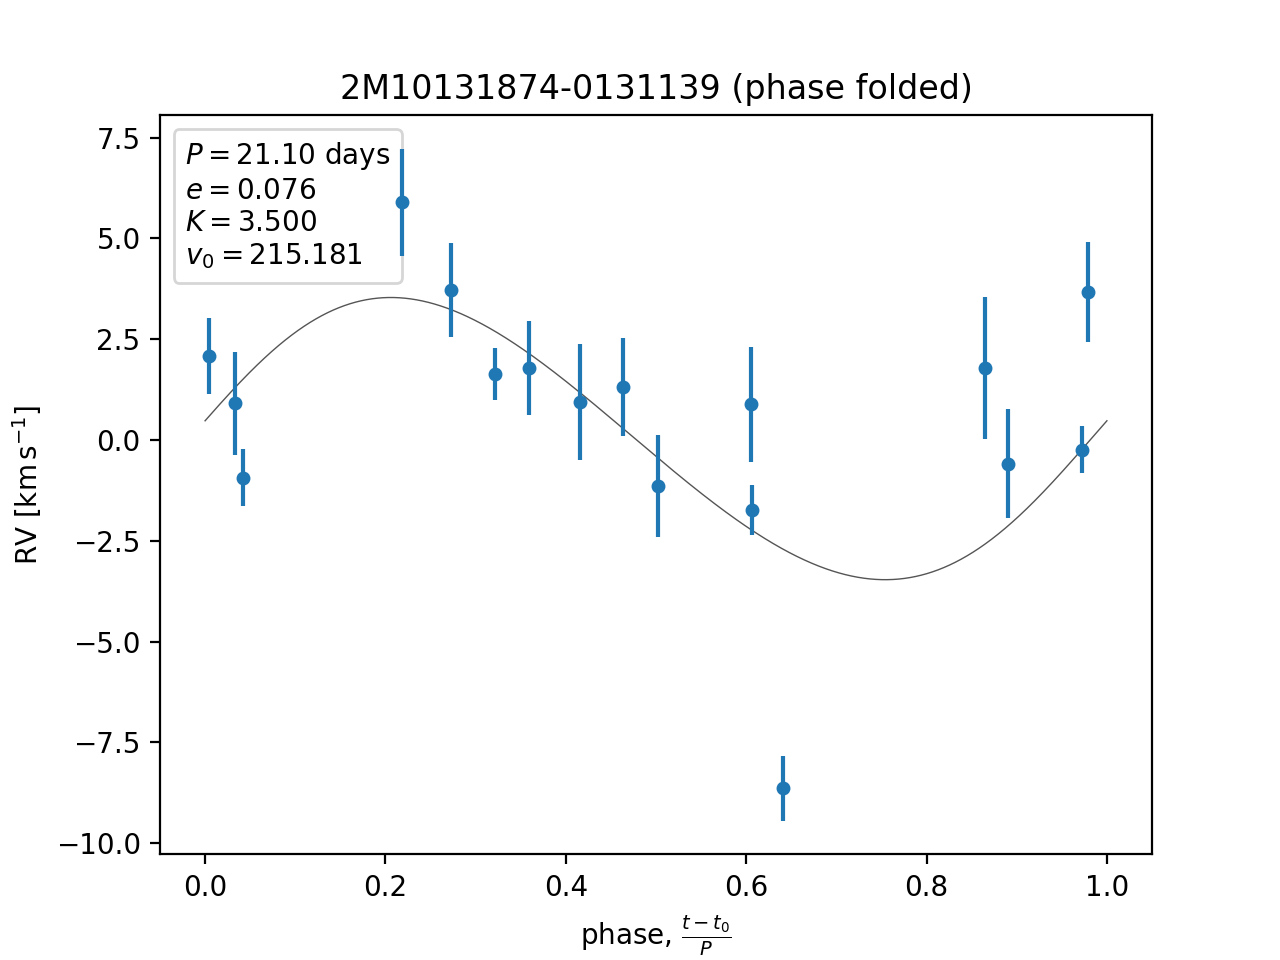 2M10131874-0131139 (phase folded)
P = 21.10 days
e = 0.076
K = 3.500
v₀ = 215.181
7.5
5.0
2.5
0.0
−2.5
−5.0
−7.5
−10.0
RV [km s⁻¹]
0.0 0.2 0.4 0.6 0.8 1.0
phase, (t − t₀)/P